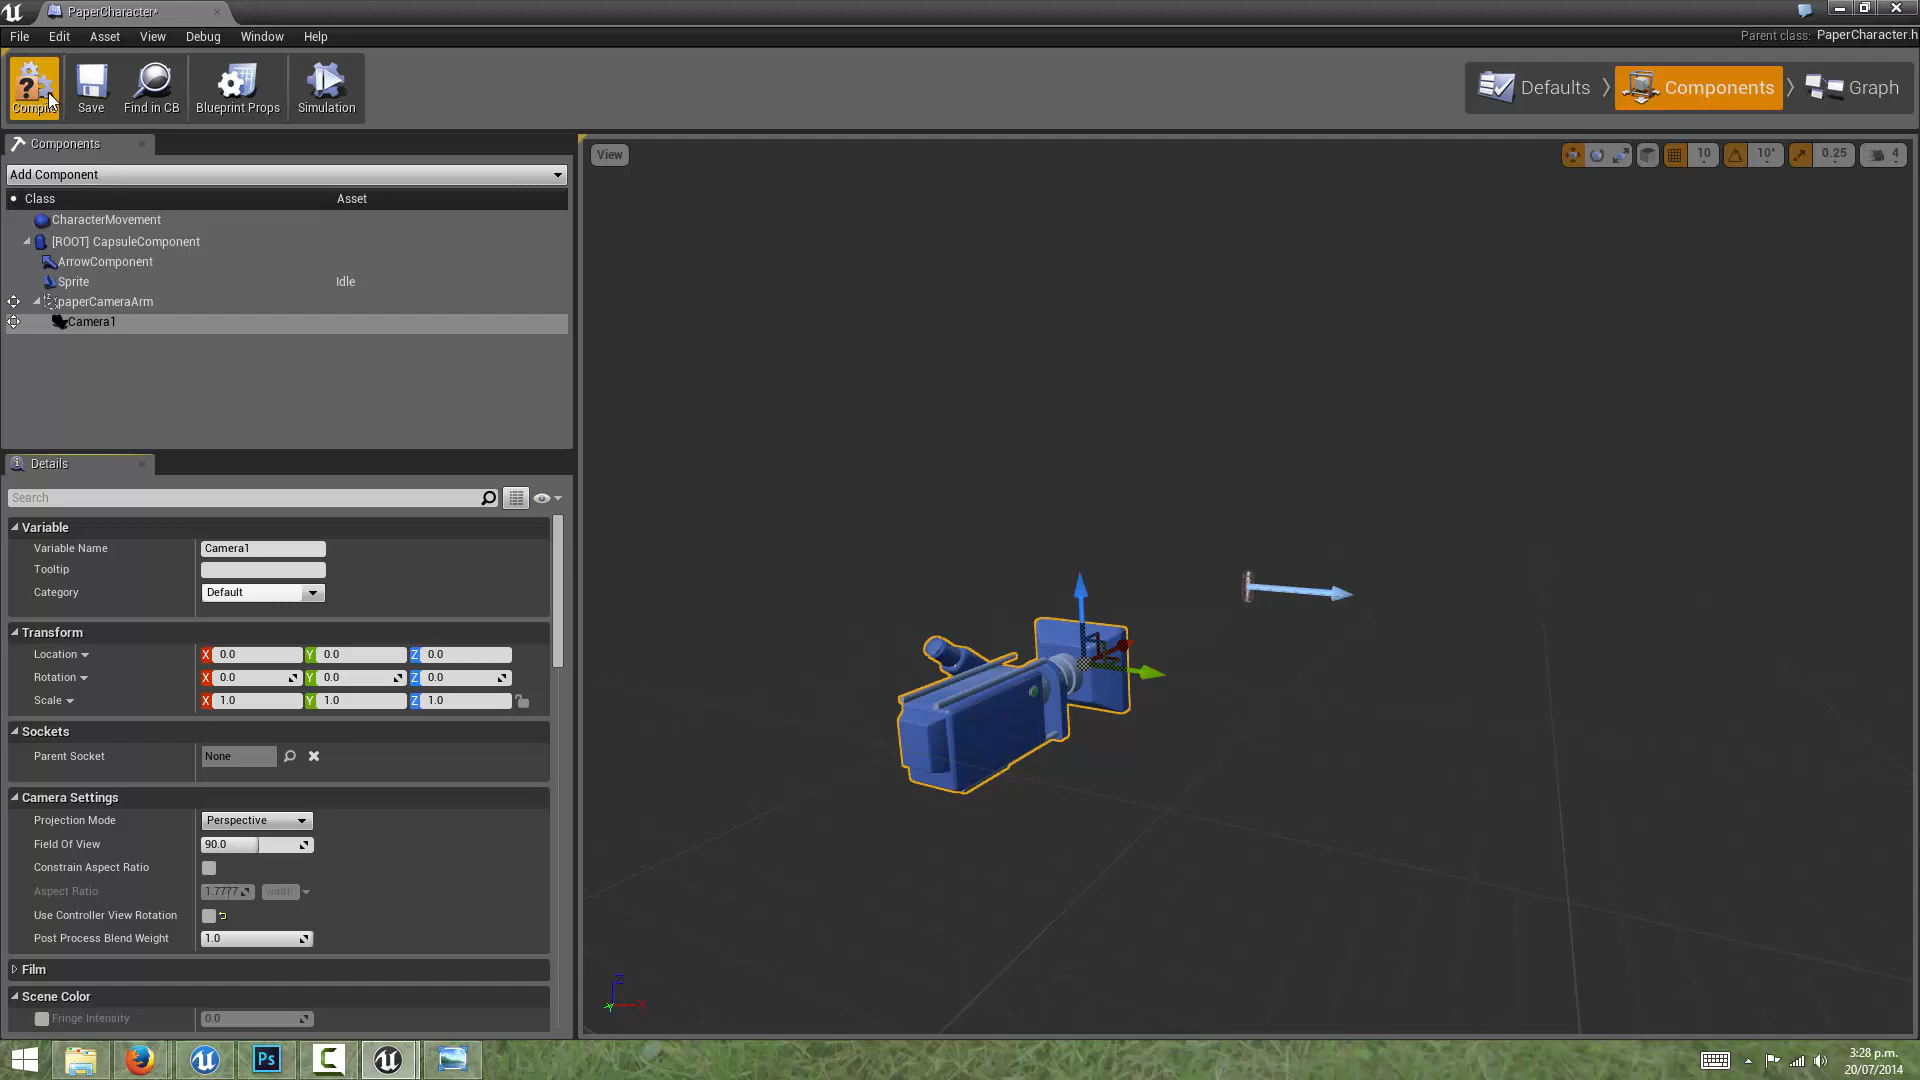 PaperCharacter*
File Edit Asset View Debug Window Help
Parent class: PaperCharacter.h
Compile Save Find in CB Blueprint Props Simulation
Defaults Components Graph
Components
Add Component
Class Asset
CharacterMovement
[ROOT] CapsuleComponent
ArrowComponent
Sprite Idle
paperCameraArm
Camera1
View
10 10° 0.25 4
Details
Search
Variable
Variable Name Camera1
Tooltip
Category Default
Transform
Location X 0.0 Y 0.0 Z 0.0
Rotation X 0.0 Y 0.0 Z 0.0
Scale X 1.0 Y 1.0 Z 1.0
Sockets
Parent Socket None
Camera Settings
Projection Mode Perspective
Field Of View 90.0
Constrain Aspect Ratio
Aspect Ratio 1.7777 width
Use Controller View Rotation
Post Process Blend Weight 1.0
Film
Scene Color
Fringe Intensity 0.0
Z
X
Ps
3:28 p.m.
20/07/2014